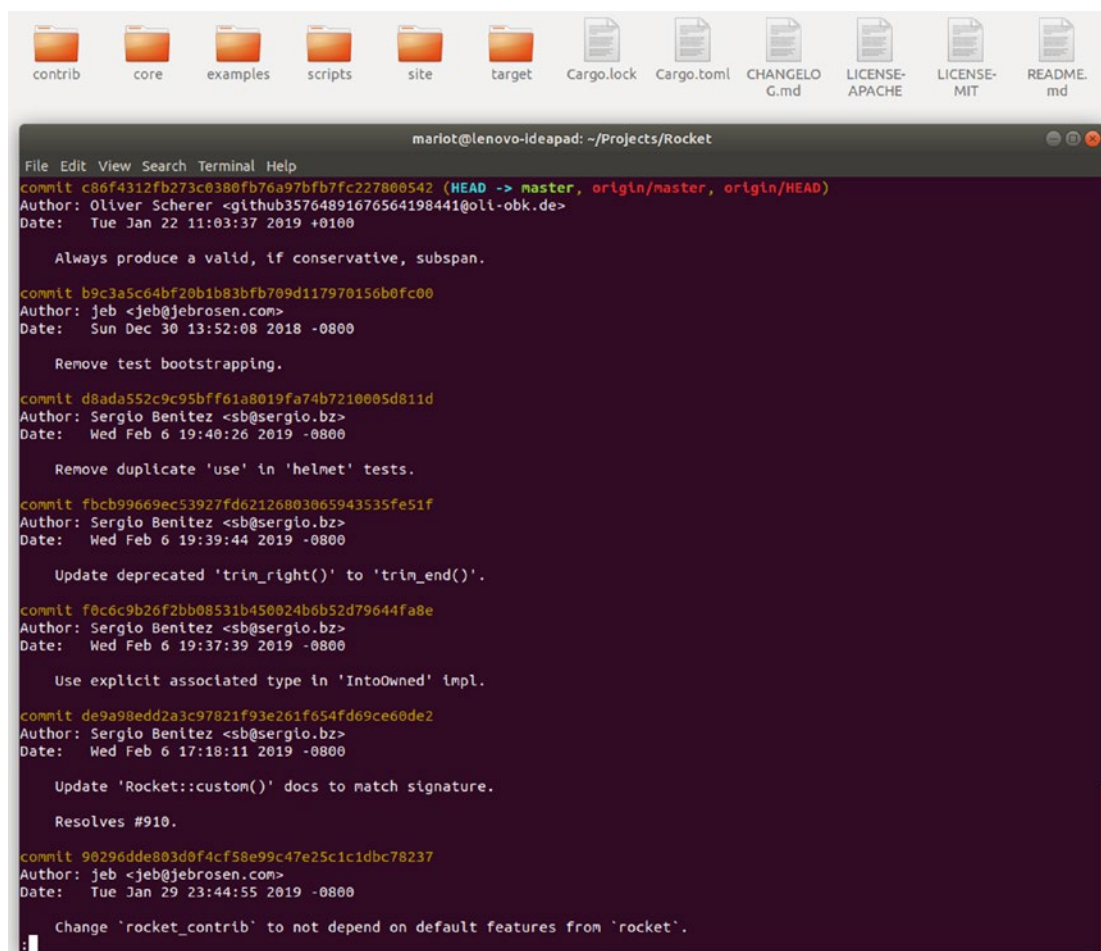 contrib
core
examples
scripts
site
target
Cargo.lock
Cargo.toml
CHANGELO
G.md
LICENSE-
APACHE
LICENSE-
MIT
README.
md
mariot@lenovo-ideapad: ~/Projects/Rocket
File Edit View Search Terminal Help
commit c86f4312fb273c0380fb76a97bfb7fc227800542 (HEAD -> master, origin/master, origin/HEAD)
Author: Oliver Scherer <github35764891676564198441@oli-obk.de>
Date:   Tue Jan 22 11:03:37 2019 +0100
Always produce a valid, if conservative, subspan.
commit b9c3a5c64bf20b1b83bfb709d117970156b0fc00
Author: jeb <jeb@jebrosen.com>
Date:   Sun Dec 30 13:52:08 2018 -0800
Remove test bootstrapping.
commit d8ada552c9c95bff61a8019fa74b7210005d811d
Author: Sergio Benitez <sb@sergio.bz>
Date:   Wed Feb 6 19:40:26 2019 -0800
Remove duplicate 'use' in 'helmet' tests.
commit fbcb99669ec53927fd62126803065943535fe51f
Author: Sergio Benitez <sb@sergio.bz>
Date:   Wed Feb 6 19:39:44 2019 -0800
Update deprecated 'trim_right()' to 'trim_end()'.
commit f0c6c9b26f2bb08531b450024b6b52d79644fa8e
Author: Sergio Benitez <sb@sergio.bz>
Date:   Wed Feb 6 19:37:39 2019 -0800
Use explicit associated type in 'IntoOwned' impl.
commit de9a98edd2a3c97821f93e261f654fd69ce60de2
Author: Sergio Benitez <sb@sergio.bz>
Date:   Wed Feb 6 17:18:11 2019 -0800
Update 'Rocket::custom()' docs to match signature.
Resolves #910.
commit 90296dde803d0f4cf58e99c47e25c1c1dbc78237
Author: jeb <jeb@jebrosen.com>
Date:   Tue Jan 29 23:44:55 2019 -0800
Change `rocket_contrib` to not depend on default features from `rocket`.
: